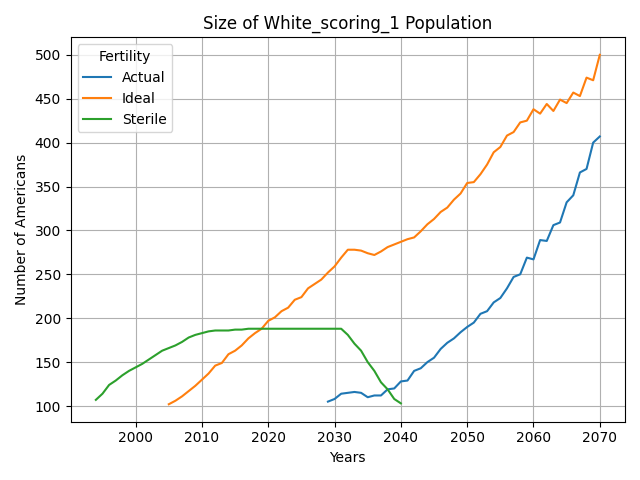 Size of White_scoring_1 Population
Fertility
Actual
Ideal
Sterile
Number of Americans
500
450
400
350
300
250
200
150
100
2000
2010
2020
2030
2040
2050
2060
2070
Years